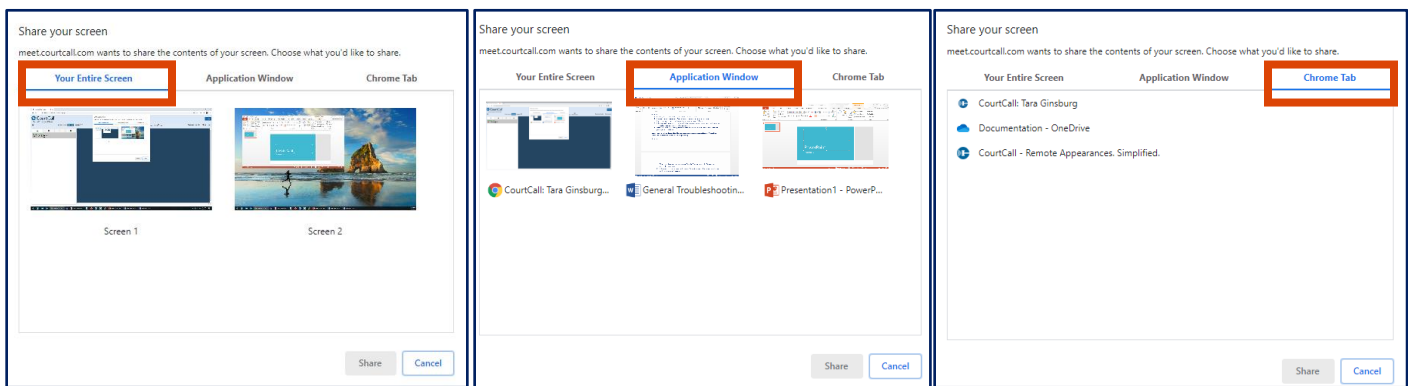 Share your screen
meet.courtcall.com wants to share the contents of your screen. Choose what you'd like to share.
Your Entire Screen Application Window Chrome Tab
Screen 1 Screen 2
Share Cancel
Share your screen
meet.courtcall.com wants to share the contents of your screen. Choose what you'd like to share.
Your Entire Screen Application Window Chrome Tab
CourtCall: Tara Ginsburg... General Troubleshootin... Presentation1 - PowerP...
Share Cancel
Share your screen
meet.courtcall.com wants to share the contents of your screen. Choose what you'd like to share.
Your Entire Screen Application Window Chrome Tab
CourtCall: Tara Ginsburg
Documentation - OneDrive
CourtCall - Remote Appearances. Simplified.
Share Cancel